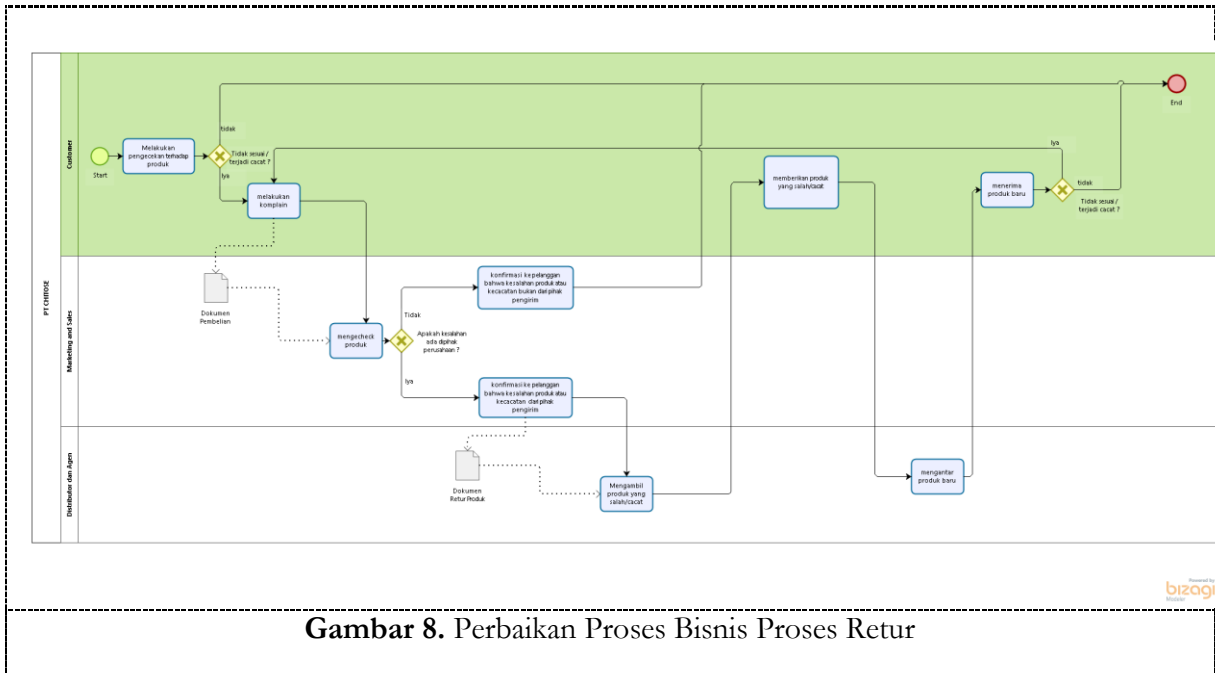 PT CHITOSE
Customer
Marketing and Sales
Distributor dan Agen
Start
Melakukan
pengecekan terhadap
produk
tidak
Tidak sesuai /
terjadi cacat ?
Iya
melakukan
komplain
Dokumen
Pembelian
mengecheck
produk
Tidak
Apakah kesalahan
ada dipihak
perusahaan ?
Iya
konfirmasi ke pelanggan
bahwa kesalahan produk atau
kecacatan bukan dari pihak
pengirim
konfirmasi ke pelanggan
bahwa kesalahan produk atau
kecacatan dari pihak
pengirim
Dokumen
Retur Produk
Mengambil
produk yang
salah/cacat
memberikan produk
yang salah/cacat
mengantar
produk baru
menerima
produk baru
Iya
tidak
Tidak sesuai /
terjadi cacat ?
End
Powered by
bizagi
Modeler
Gambar 8. Perbaikan Proses Bisnis Proses Retur